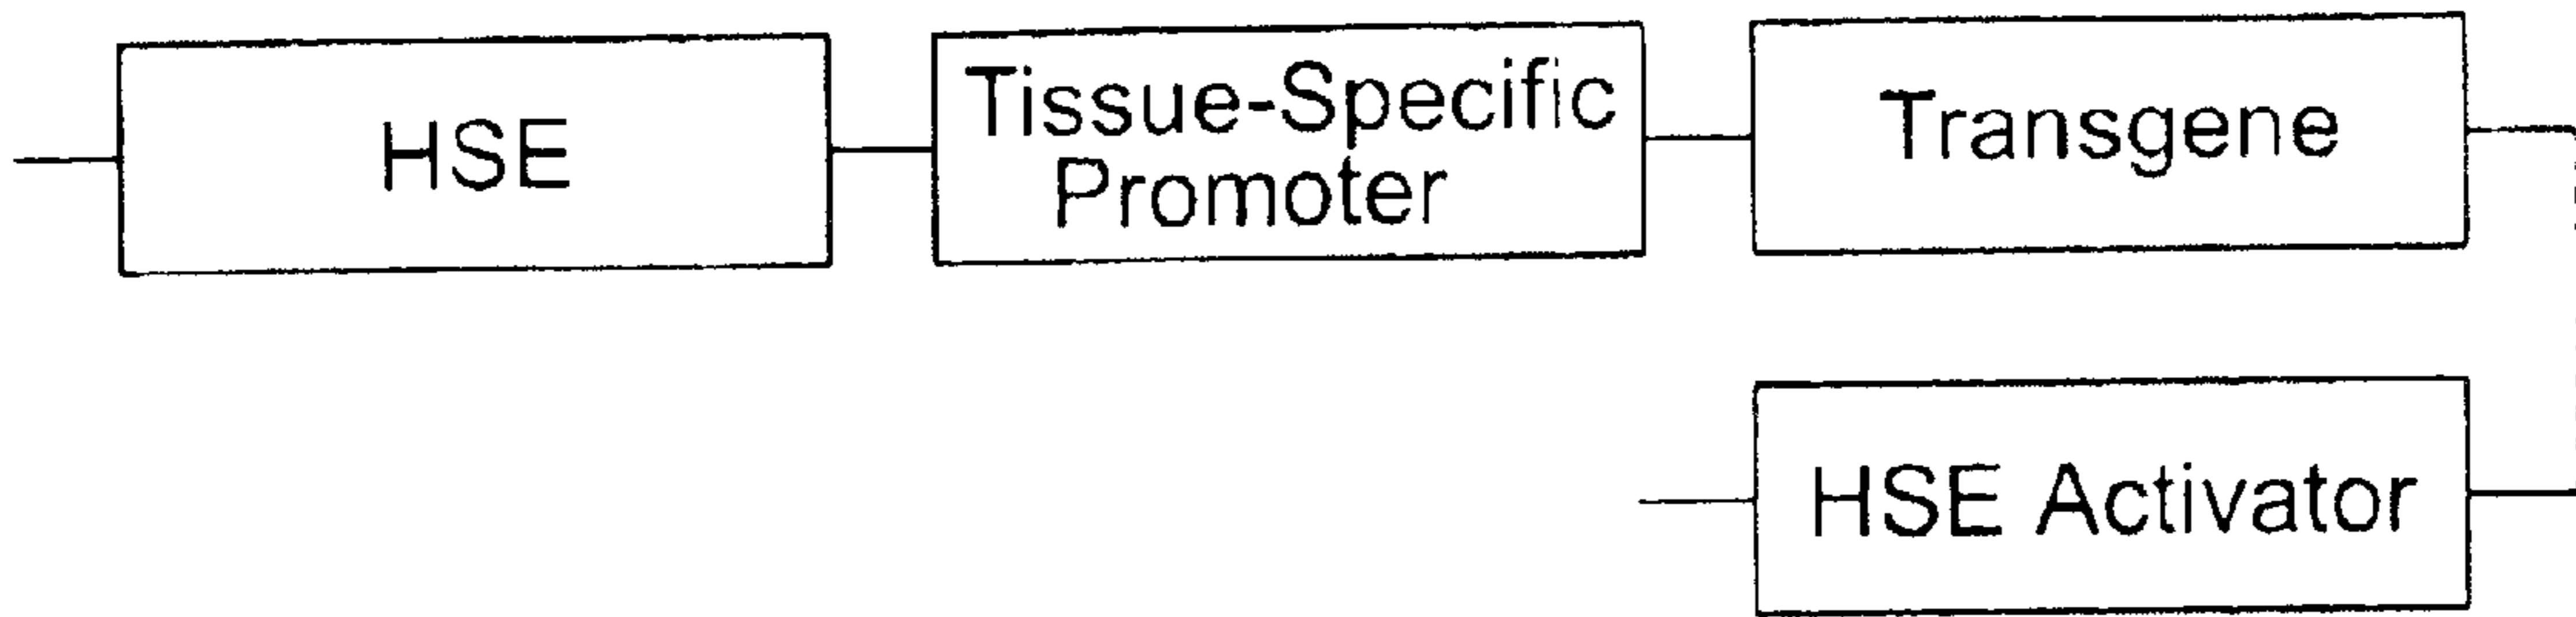 HSE
Tissue-Specific
Promoter
Transgene
HSE Activator